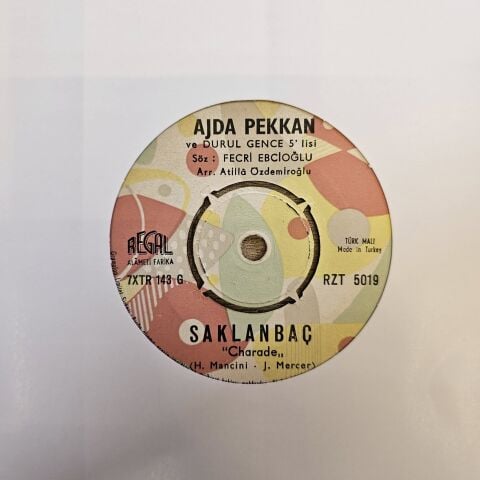 AJDA PEKKAN
ve DURUL GENCE 5'lisi
Söz : FECRİ EBCİOĞLU
Arr. Atillâ Özdemiroğlu
REGAL
ALÂMETİ FARİKA
TÜRK MALI
Made in Turkey
7XTR 143 G
RZT 5019
SAKLANBAÇ
"Charade„
(H. Mancini - J. Mercer)